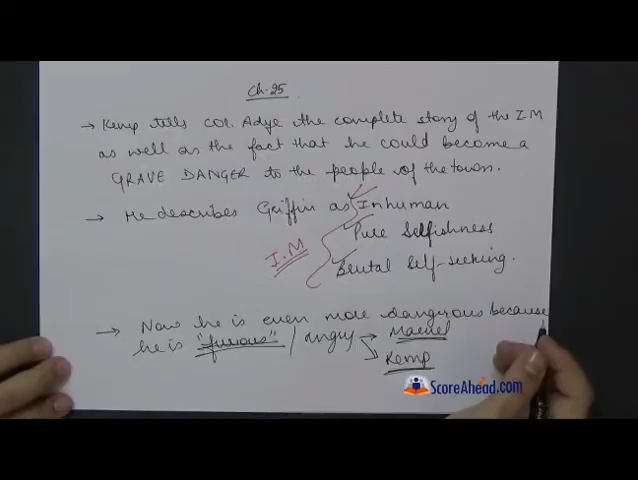 Ch-25
→ Kemp tells Col. Adye the complete story of the I.M
as well as the fact that he could become a
GRAVE DANGER to the people of the town.
→ He describes Griffin as Inhuman
Pure Selfishness
I.M
Brutal Self-seeking.
→ Now he is even more dangerous because
he is "furious" / angry → Marvel
→ Kemp
ScoreAhead.com